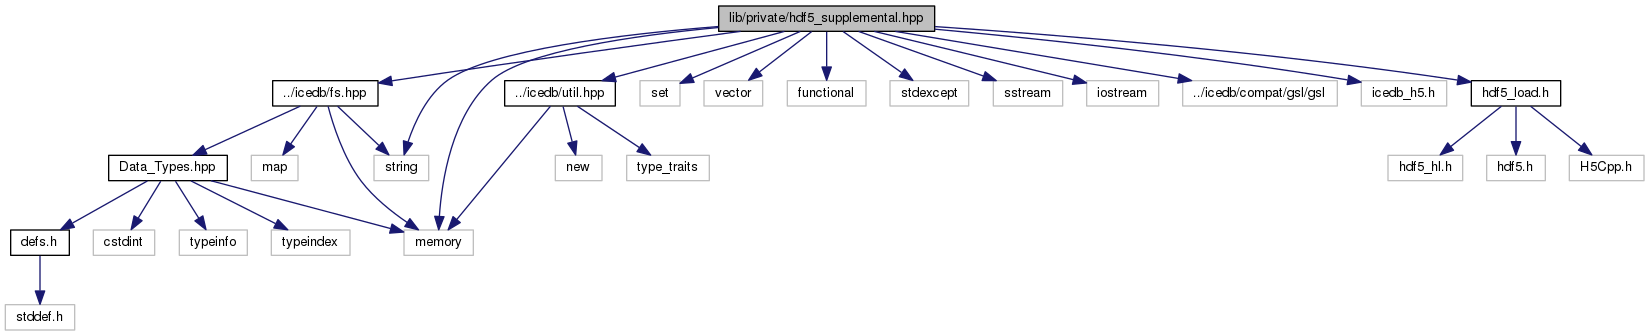 lib/private/hdf5_supplemental.hpp
../icedb/fs.hpp
../icedb/util.hpp
set
vector
functional
stdexcept
sstream
iostream
../icedb/compat/gsl/gsl
icedb_h5.h
hdf5_load.h
Data_Types.hpp
map
string
new
type_traits
hdf5_hl.h
hdf5.h
H5Cpp.h
defs.h
cstdint
typeinfo
typeindex
memory
stddef.h